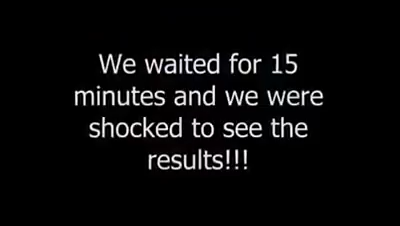 We waited for 15
minutes and we were
shocked to see the
results!!!